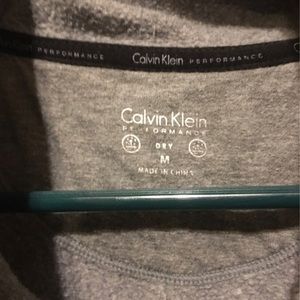 PERFORMANCE Calvin Klein PERFORMANCE
Calvin Klein
PERFORMANCE
DRY
M
MADE IN CHINA